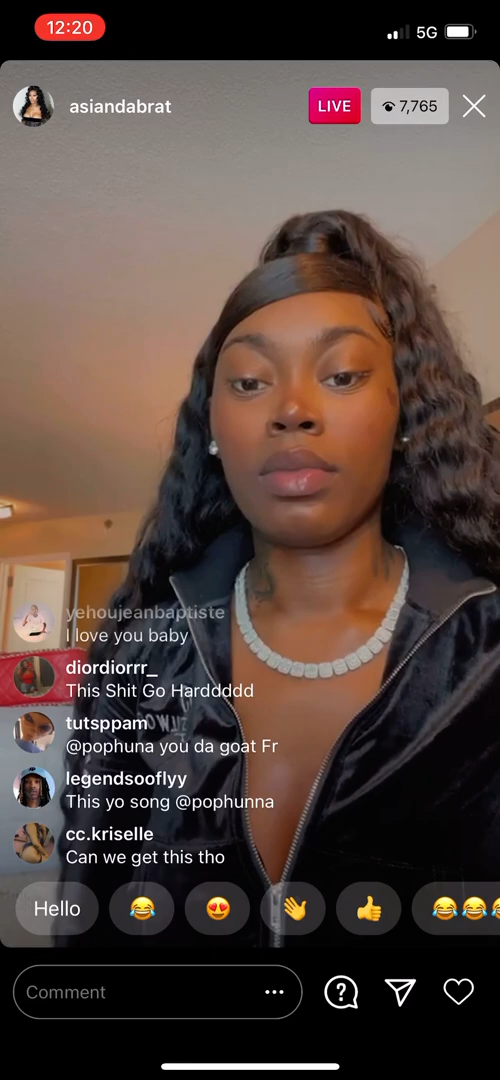 12:20
5G
asiandabrat
LIVE
7,765
yehoujeanbaptiste
I love you baby
diordiorrr_
This Shit Go Harddddd
tutsppam
@pophuna you da goat Fr
legendsooflyy
This yo song @pophunna
cc.kriselle
Can we get this tho
Hello
Comment